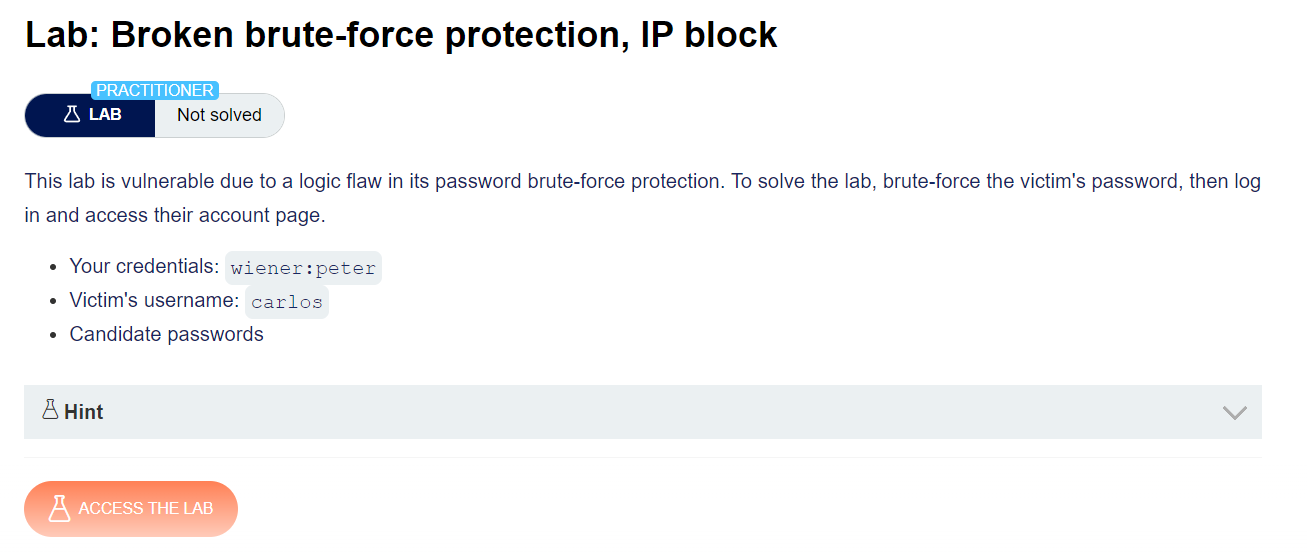 Lab: Broken brute-force protection, IP block
PRACTITIONER
LAB
Not solved
This lab is vulnerable due to a logic flaw in its password brute-force protection. To solve the lab, brute-force the victim's password, then log
in and access their account page.
• Your credentials: wiener:peter
• Victim's username: carlos
• Candidate passwords
Hint
ACCESS THE LAB